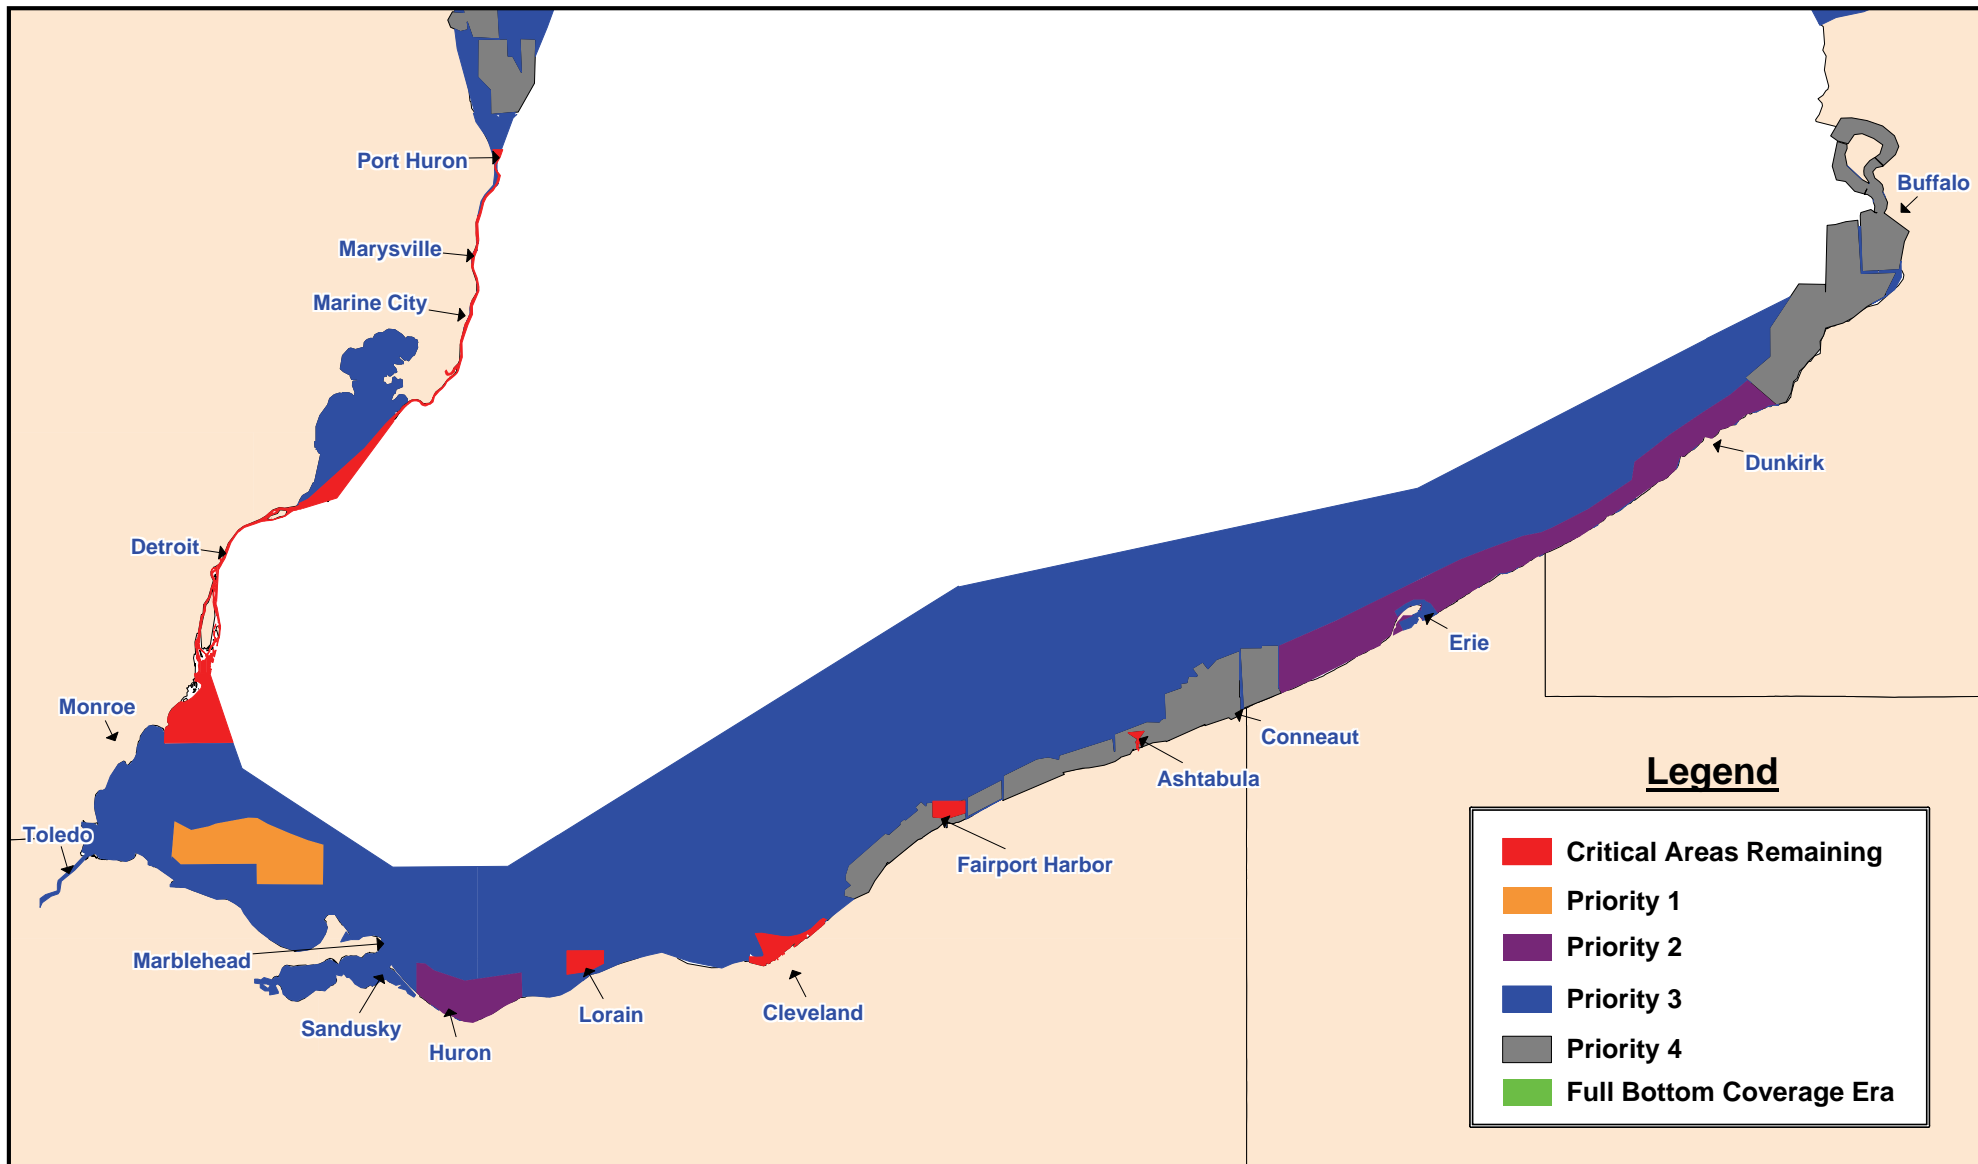 Port Huron
Buffalo
Marysville
Marine City
Dunkirk
Detroit
Erie
Monroe
Conneaut
Ashtabula
Toledo
Fairport Harbor
Marblehead
Sandusky
Lorain
Cleveland
Huron
Legend
Critical Areas Remaining
Priority 1
Priority 2
Priority 3
Priority 4
Full Bottom Coverage Era